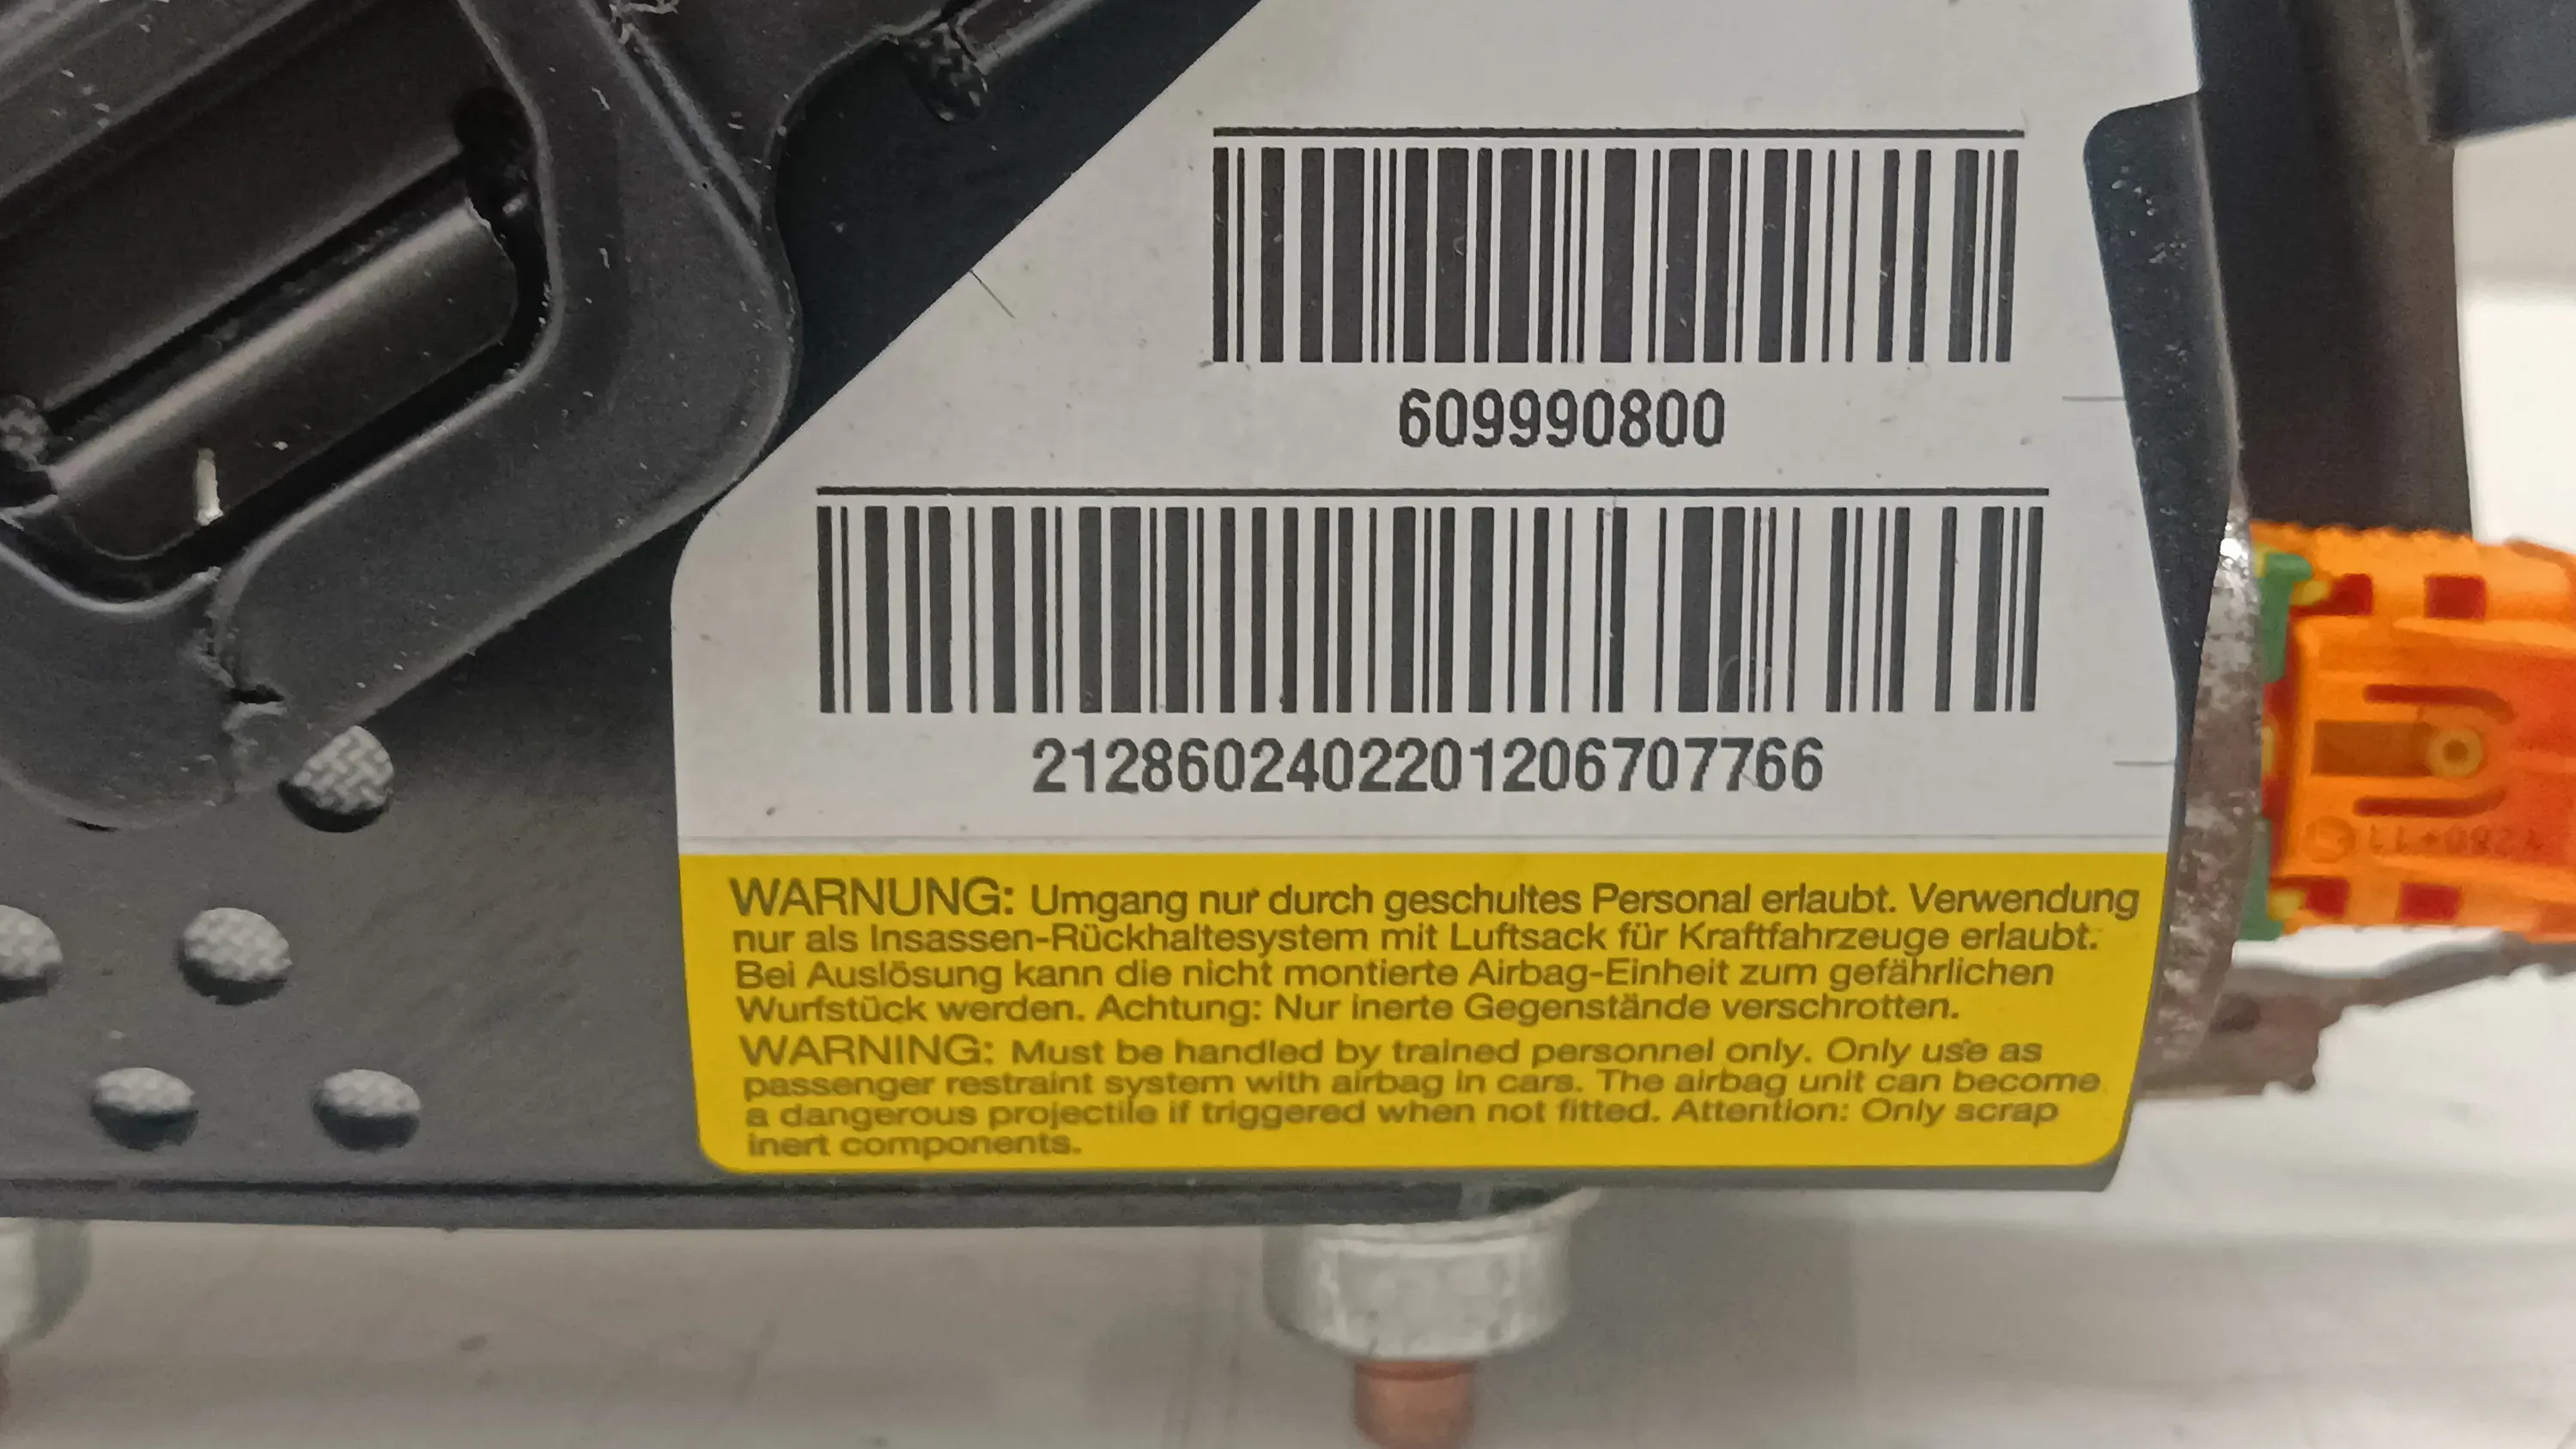 609990800
2128602402201206707766
WARNUNG: Umgang nur durch geschultes Personal erlaubt. Verwendung
nur als Insassen-Rückhaltesystem mit Luftsack für Kraftfahrzeuge erlaubt.
Bei Auslösung kann die nicht montierte Airbag-Einheit zum gefährlichen
Wurfstück werden. Achtung: Nur inerte Gegenstände verschrotten.
WARNING: Must be handled by trained personnel only. Only use as
passenger restraint system with airbag in cars. The airbag unit can become
a dangerous projectile if triggered when not fitted. Attention: Only scrap
inert components.